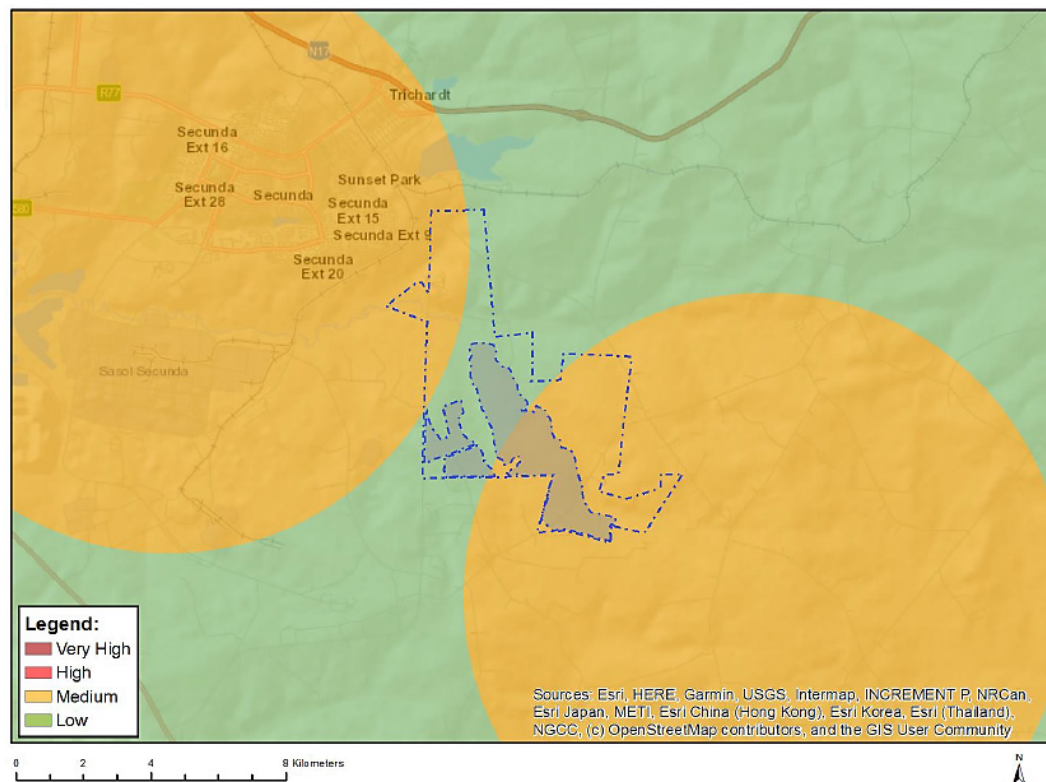 N17
R77
Trichardt
Secunda
Ext 16
Sunset Park
Secunda
Ext 28
Secunda
Secunda
Ext 15
580
Secunda Ext 9
Secunda
Ext 20
Sasol Secunda
Legend:
Very High
High
Medium
Low
Sources: Esri, HERE, Garmin, USGS, Intermap, INCREMENT P, NRCan,
Esri Japan, METI, Esri China (Hong Kong), Esri Korea, Esri (Thailand),
NGCC, (c) OpenStreetMap contributors, and the GIS User Community
0 2 4 8 Kilometers
N